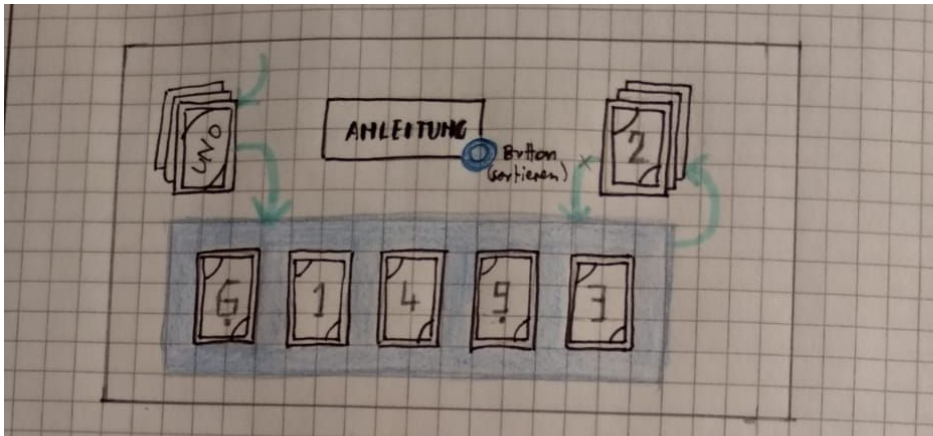 UNO
ANLEITUNG
Button
(sortieren)
x
2
6
1
4
9
3